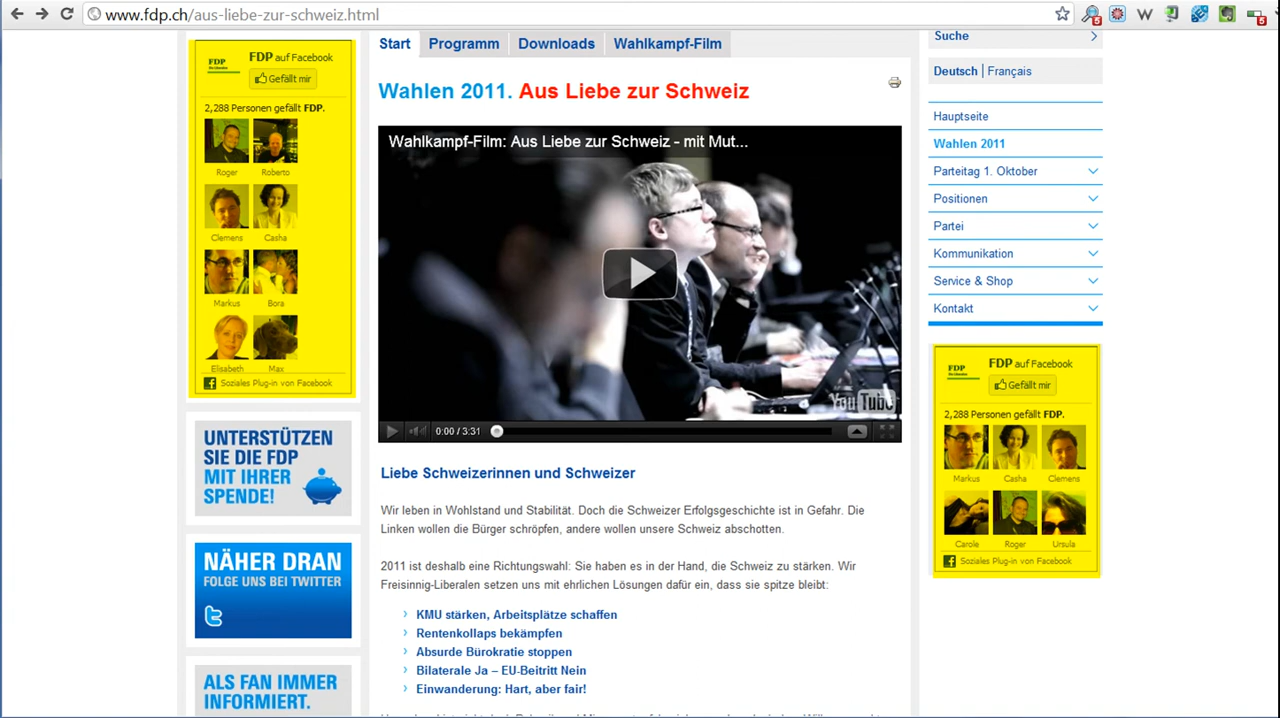 www.fdp.ch/aus-liebe-zur-schweiz.html
5
W
5
FDP auf Facebook
Gefällt mir
2,288 Personen gefällt FDP.
Roger Roberto
Clemens Casha
Markus Bora
Elisabeth Max
Soziales Plug-in von Facebook
UNTERSTÜTZEN
SIE DIE FDP
MIT IHRER
SPENDE!
NÄHER DRAN
FOLGE UNS BEI TWITTER
ALS FAN IMMER
INFORMIERT.
Start Programm Downloads Wahlkampf-Film
Wahlen 2011. Aus Liebe zur Schweiz
Wahlkampf-Film: Aus Liebe zur Schweiz - mit Mut...
You Tube
0:00 / 3:31
Liebe Schweizerinnen und Schweizer
Wir leben in Wohlstand und Stabilität. Doch die Schweizer Erfolgsgeschichte ist in Gefahr. Die
Linken wollen die Bürger schröpfen, andere wollen unsere Schweiz abschotten.
2011 ist deshalb eine Richtungswahl: Sie haben es in der Hand, die Schweiz zu stärken. Wir
Freisinnig-Liberalen setzen uns mit ehrlichen Lösungen dafür ein, dass sie spitze bleibt:
KMU stärken, Arbeitsplätze schaffen
Rentenkollaps bekämpfen
Absurde Bürokratie stoppen
Bilaterale Ja – EU-Beitritt Nein
Einwanderung: Hart, aber fair!
Suche
Deutsch | Français
Hauptseite
Wahlen 2011
Parteitag 1. Oktober
Positionen
Partei
Kommunikation
Service & Shop
Kontakt
FDP auf Facebook
Gefällt mir
2,288 Personen gefällt FDP.
Markus Casha Clemens
Carole Roger Ursula
Soziales Plug-in von Facebook